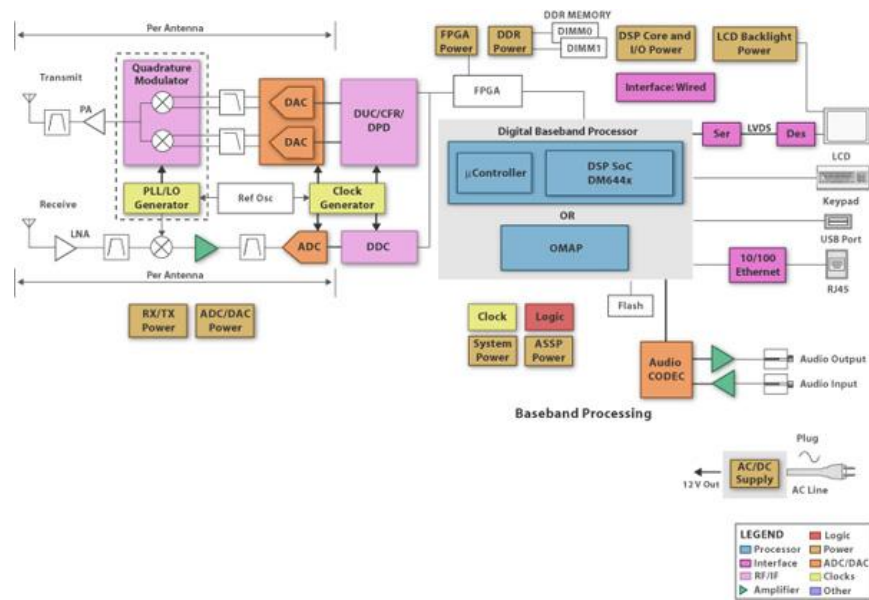 Per Antenna
Transmit
PA
Quadrature
Modulator
DAC
DAC
DUC/CFR/
DPD
FPGA
Power
DDR
Power
DDR MEMORY
DIMM0
DIMM1
DSP Core and
I/O Power
LCD Backlight
Power
FPGA
Interface: Wired
Digital Baseband Processor
µController
DSP SoC
DM644x
OR
OMAP
Ser
LVDS
Des
LCD
Keypad
USB Port
10/100
Ethernet
RJ45
PLL/LO
Generator
Ref Osc
Clock
Generator
Receive
LNA
ADC
DDC
Per Antenna
RX/TX
Power
ADC/DAC
Power
Flash
Clock
Logic
System
Power
ASSP
Power
Audio
CODEC
Audio Output
Audio Input
Baseband Processing
Plug
AC/DC
Supply
12 V Out
AC Line
LEGEND
Processor
Interface
RF/IF
Amplifier
Logic
Power
ADC/DAC
Clocks
Other